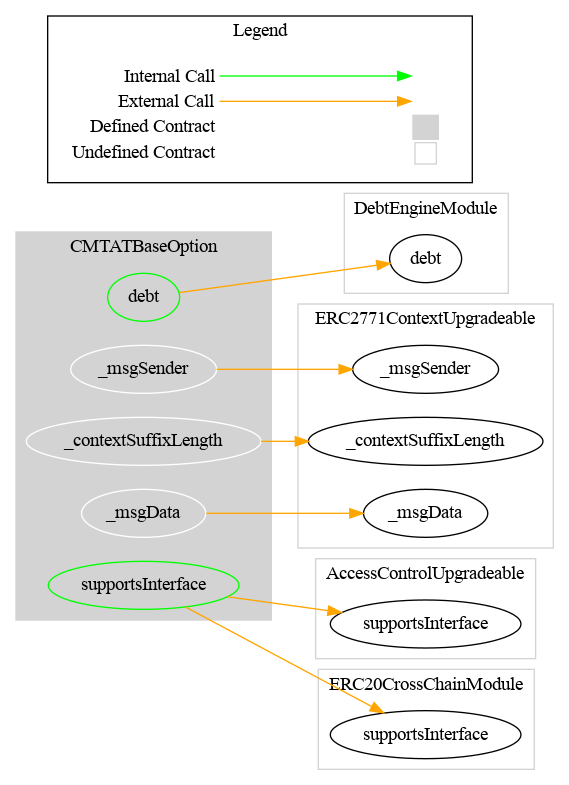 Legend
Internal Call
External Call
Defined Contract
Undefined Contract
CMTATBaseOption
debt
_msgSender
_contextSuffixLength
_msgData
supportsInterface
DebtEngineModule
debt
ERC2771ContextUpgradeable
_msgSender
_contextSuffixLength
_msgData
AccessControlUpgradeable
supportsInterface
ERC20CrossChainModule
supportsInterface